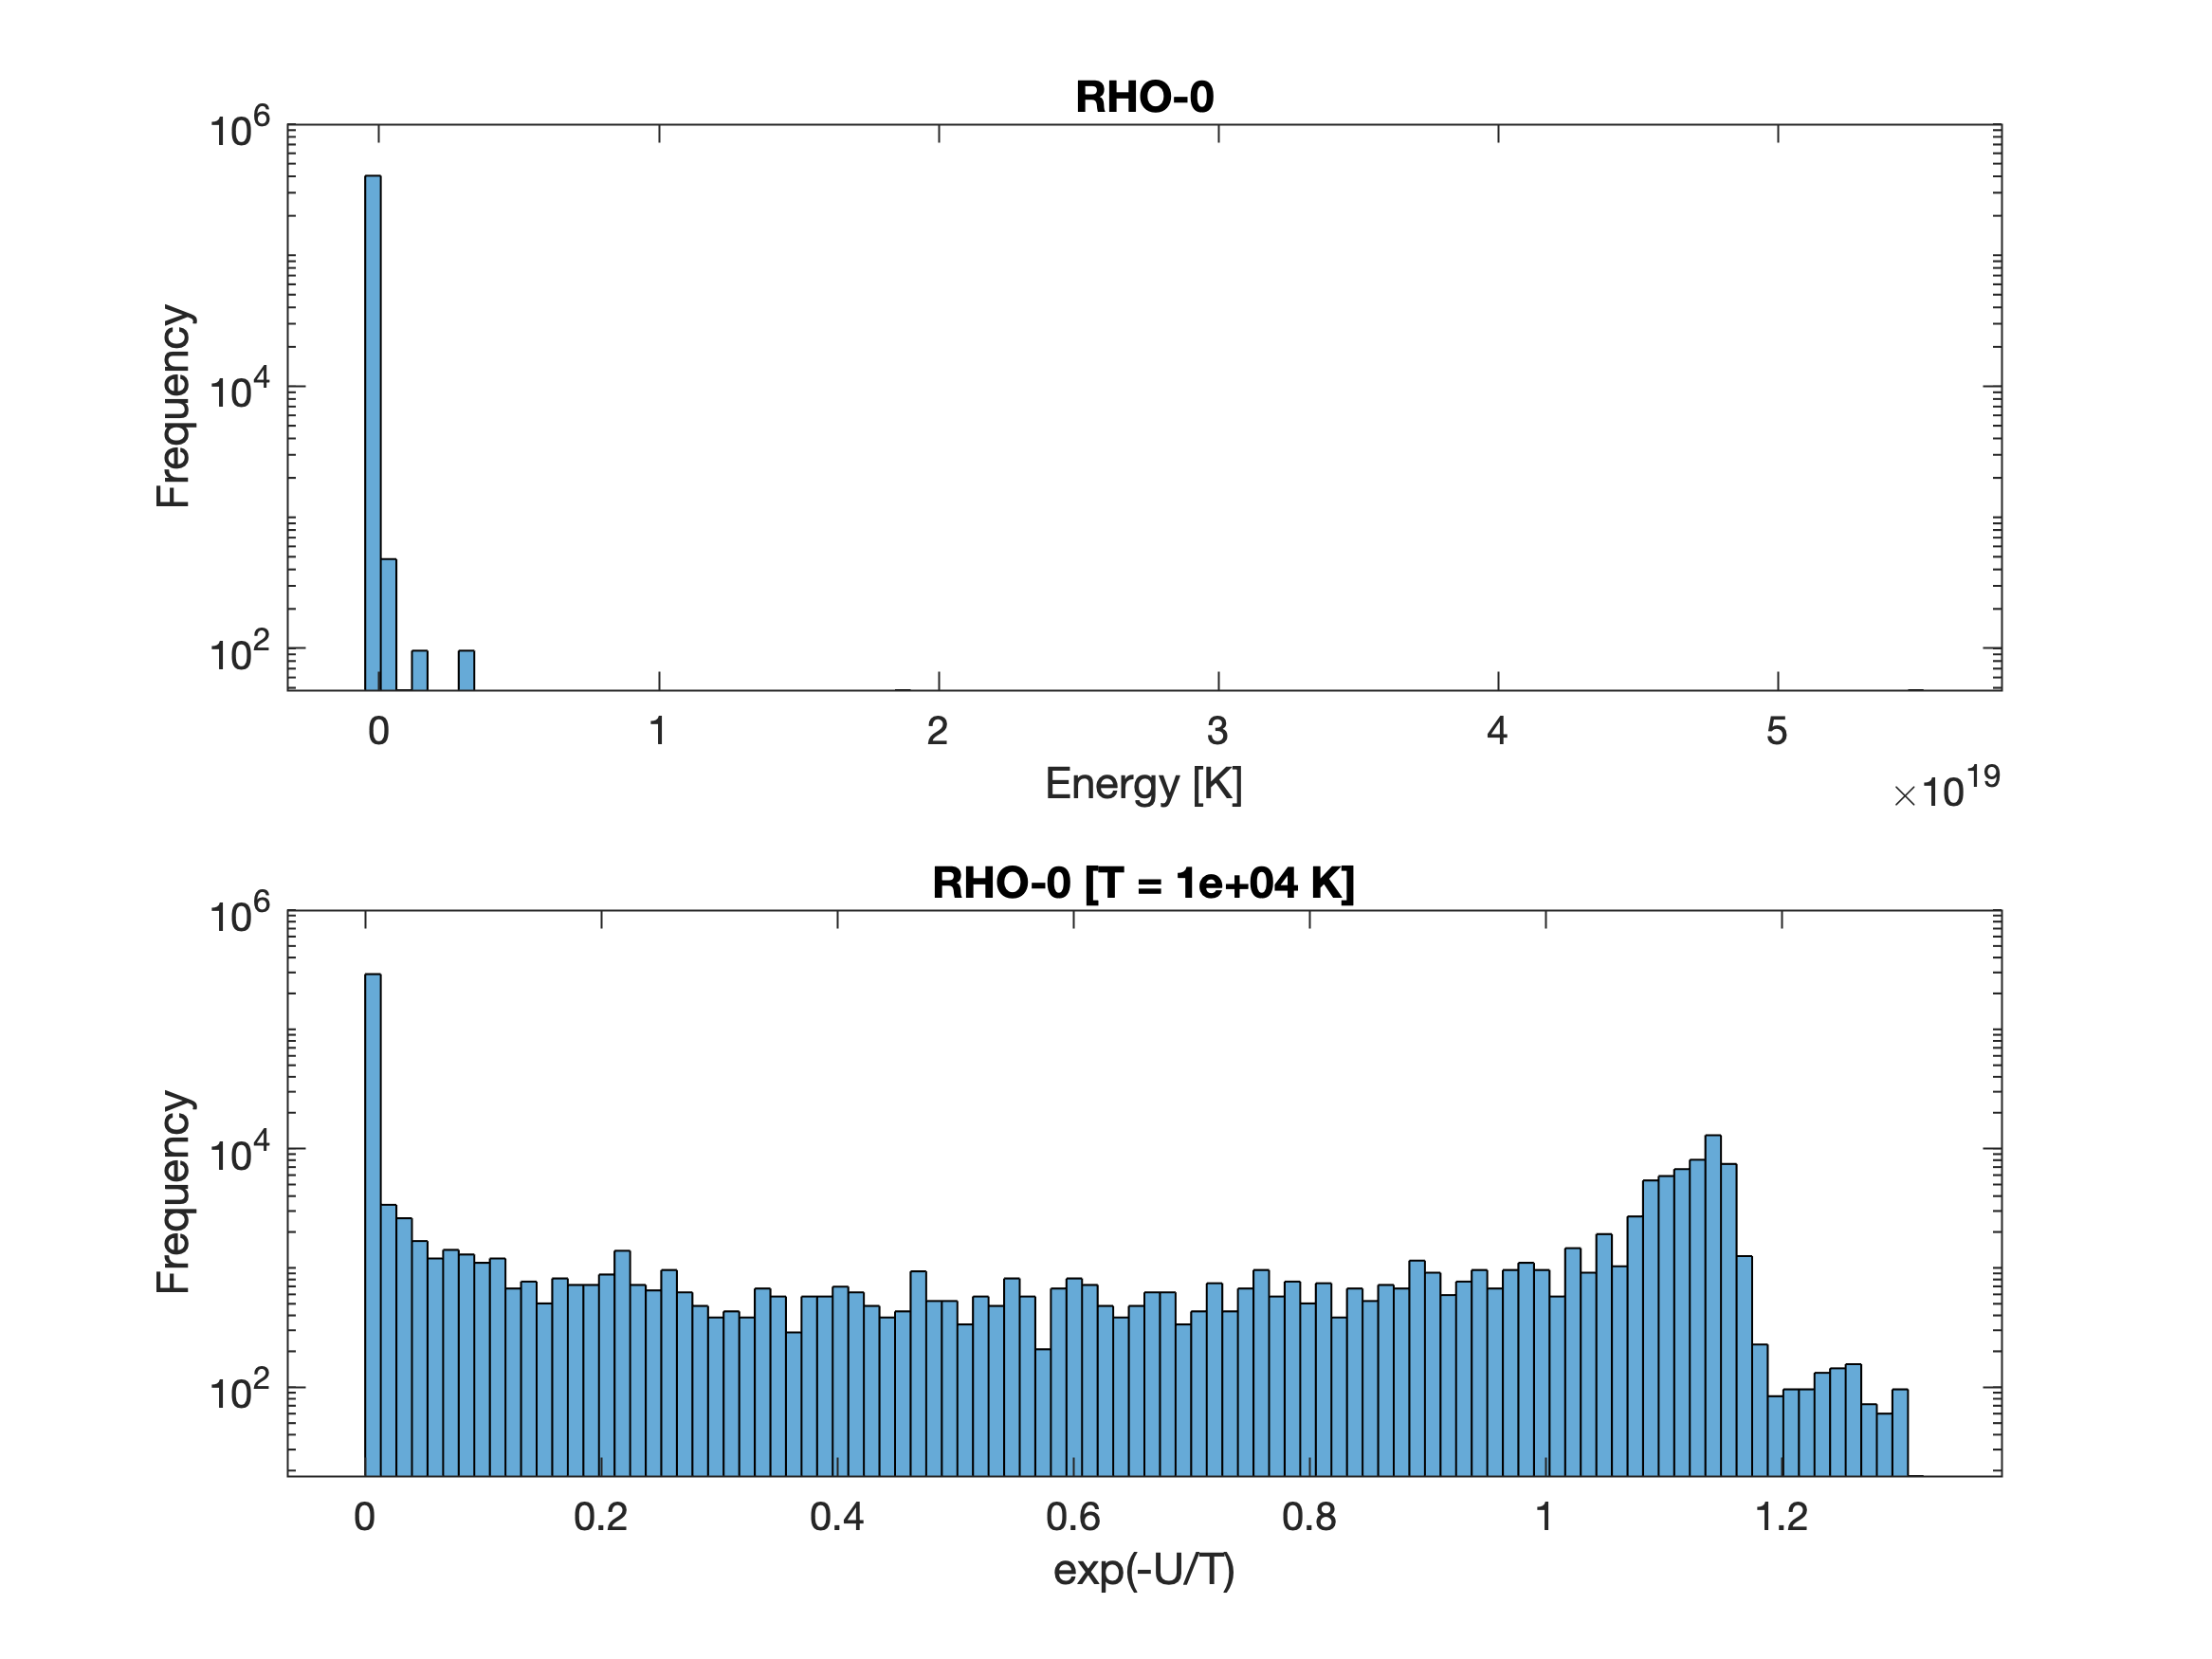 RHO-0
10^6
10^4
10^2
Frequency
0 1 2 3 4 5
Energy [K]
×10^19
RHO-0 [T = 1e+04 K]
10^6
10^4
10^2
Frequency
0 0.2 0.4 0.6 0.8 1 1.2
exp(-U/T)